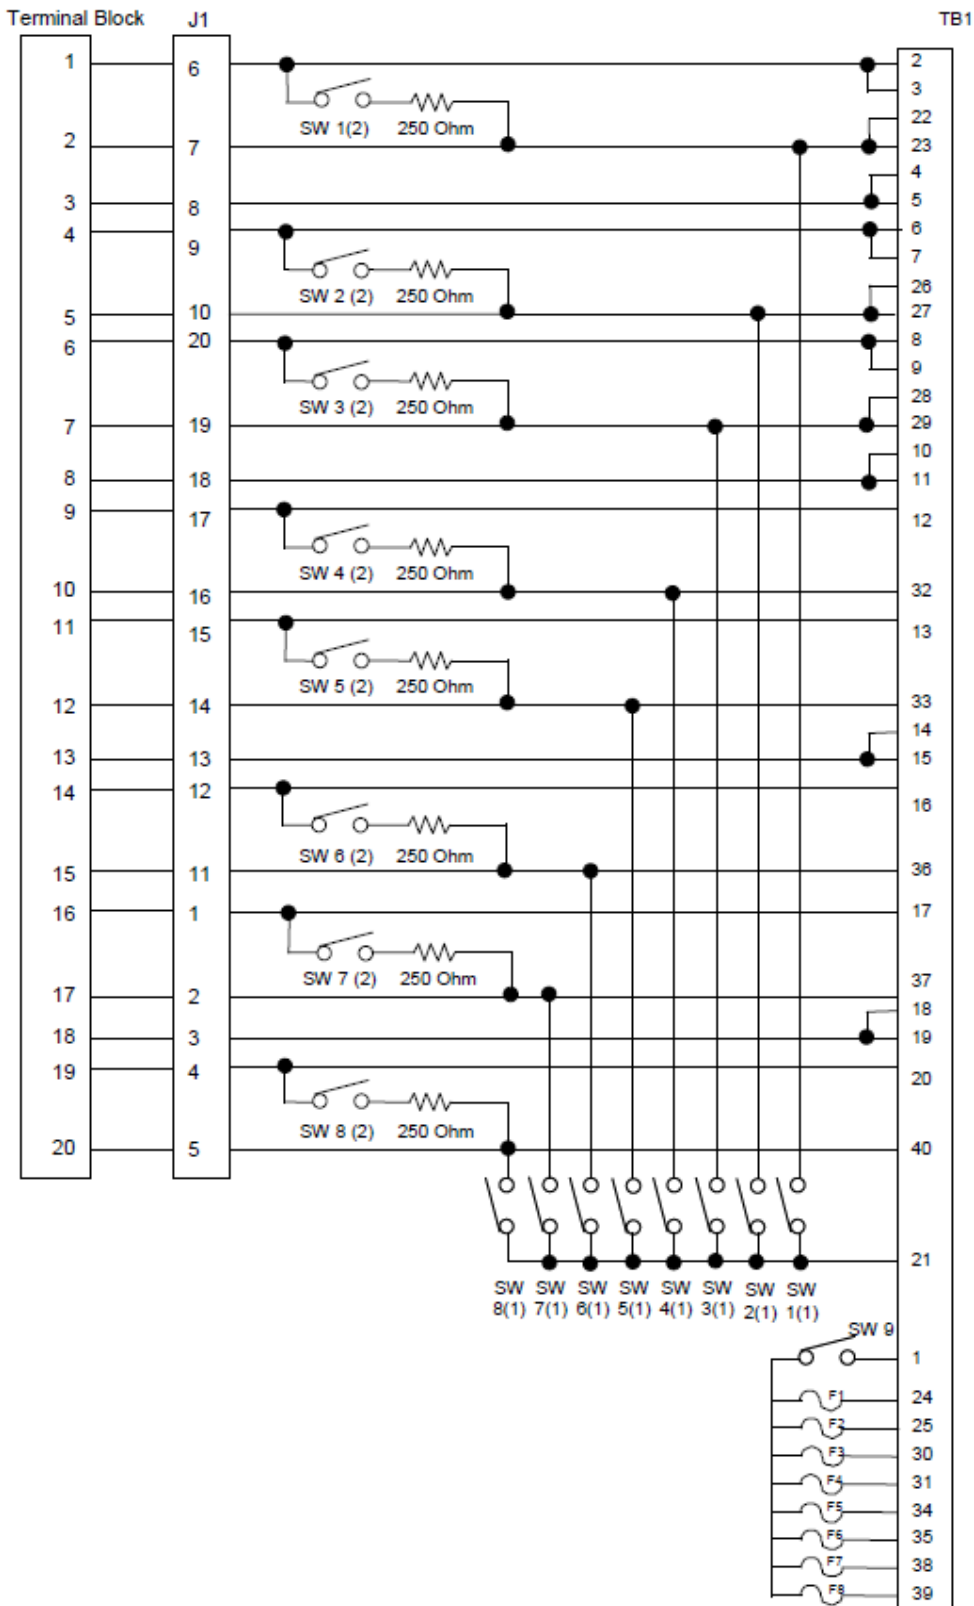 Terminal Block J1 TB1
1 6 2
3
SW 1(2) 250 Ohm
22
2 7 23
4
3 8 5
4 9 6
7
SW 2 (2) 250 Ohm
26
5 10 27
6 20 8
9
SW 3 (2) 250 Ohm
28
7 19 29
10
8 18 11
9 17 12
SW 4 (2) 250 Ohm
10 16 32
11 15 13
SW 5 (2) 250 Ohm
12 14 33
14
13 13 15
14 12 16
SW 6 (2) 250 Ohm
15 11 36
16 1 17
SW 7 (2) 250 Ohm
17 2 37
18
18 3 19
19 4 20
SW 8 (2) 250 Ohm
20 5 40
21
SW SW SW SW SW SW SW SW
8(1) 7(1) 6(1) 5(1) 4(1) 3(1) 2(1) 1(1)
SW 9
1
F1 24
F2 25
F3 30
F4 31
F5 34
F6 35
F7 38
F8 39